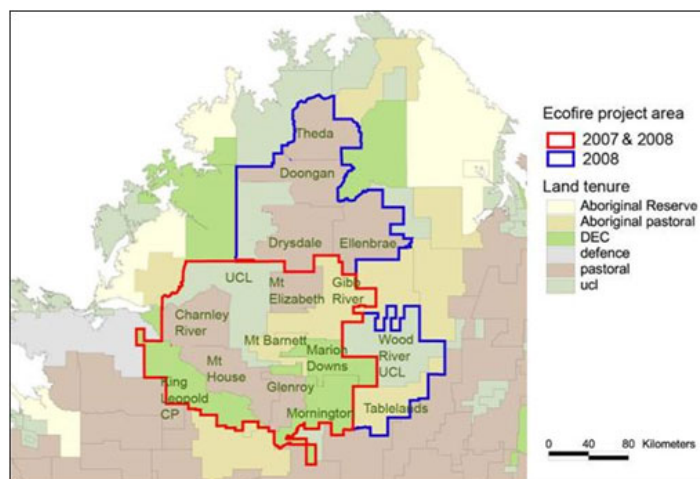 Theda
Doongan
Drysdale
Ellenbrae
UCL
Mt
Elizabeth
Gibb
River
Charnley
River
Mt Barnett
Marion
Downs
Wood
River
UCL
Mt
House
King
Leopold
CP
Glenroy
Mornington
Tablelands
Ecofire project area
2007 & 2008
2008
Land tenure
Aboriginal Reserve
Aboriginal pastoral
DEC
defence
pastoral
ucl
0 40 80 Kilometers